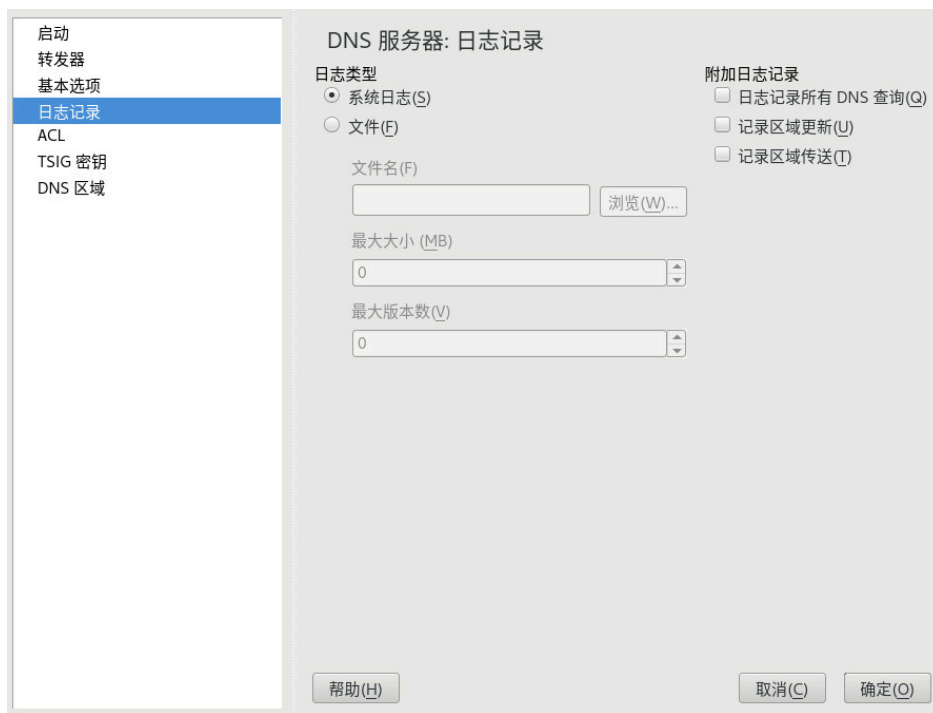 启动
转发器
基本选项
日志记录
ACL
TSIG 密钥
DNS 区域
DNS 服务器: 日志记录
日志类型
系统日志(S)
文件(F)
文件名(F)
浏览(W)...
最大大小 (MB)
0
最大版本数(V)
0
附加日志记录
日志记录所有 DNS 查询(Q)
记录区域更新(U)
记录区域传送(T)
帮助(H)
取消(C)
确定(O)